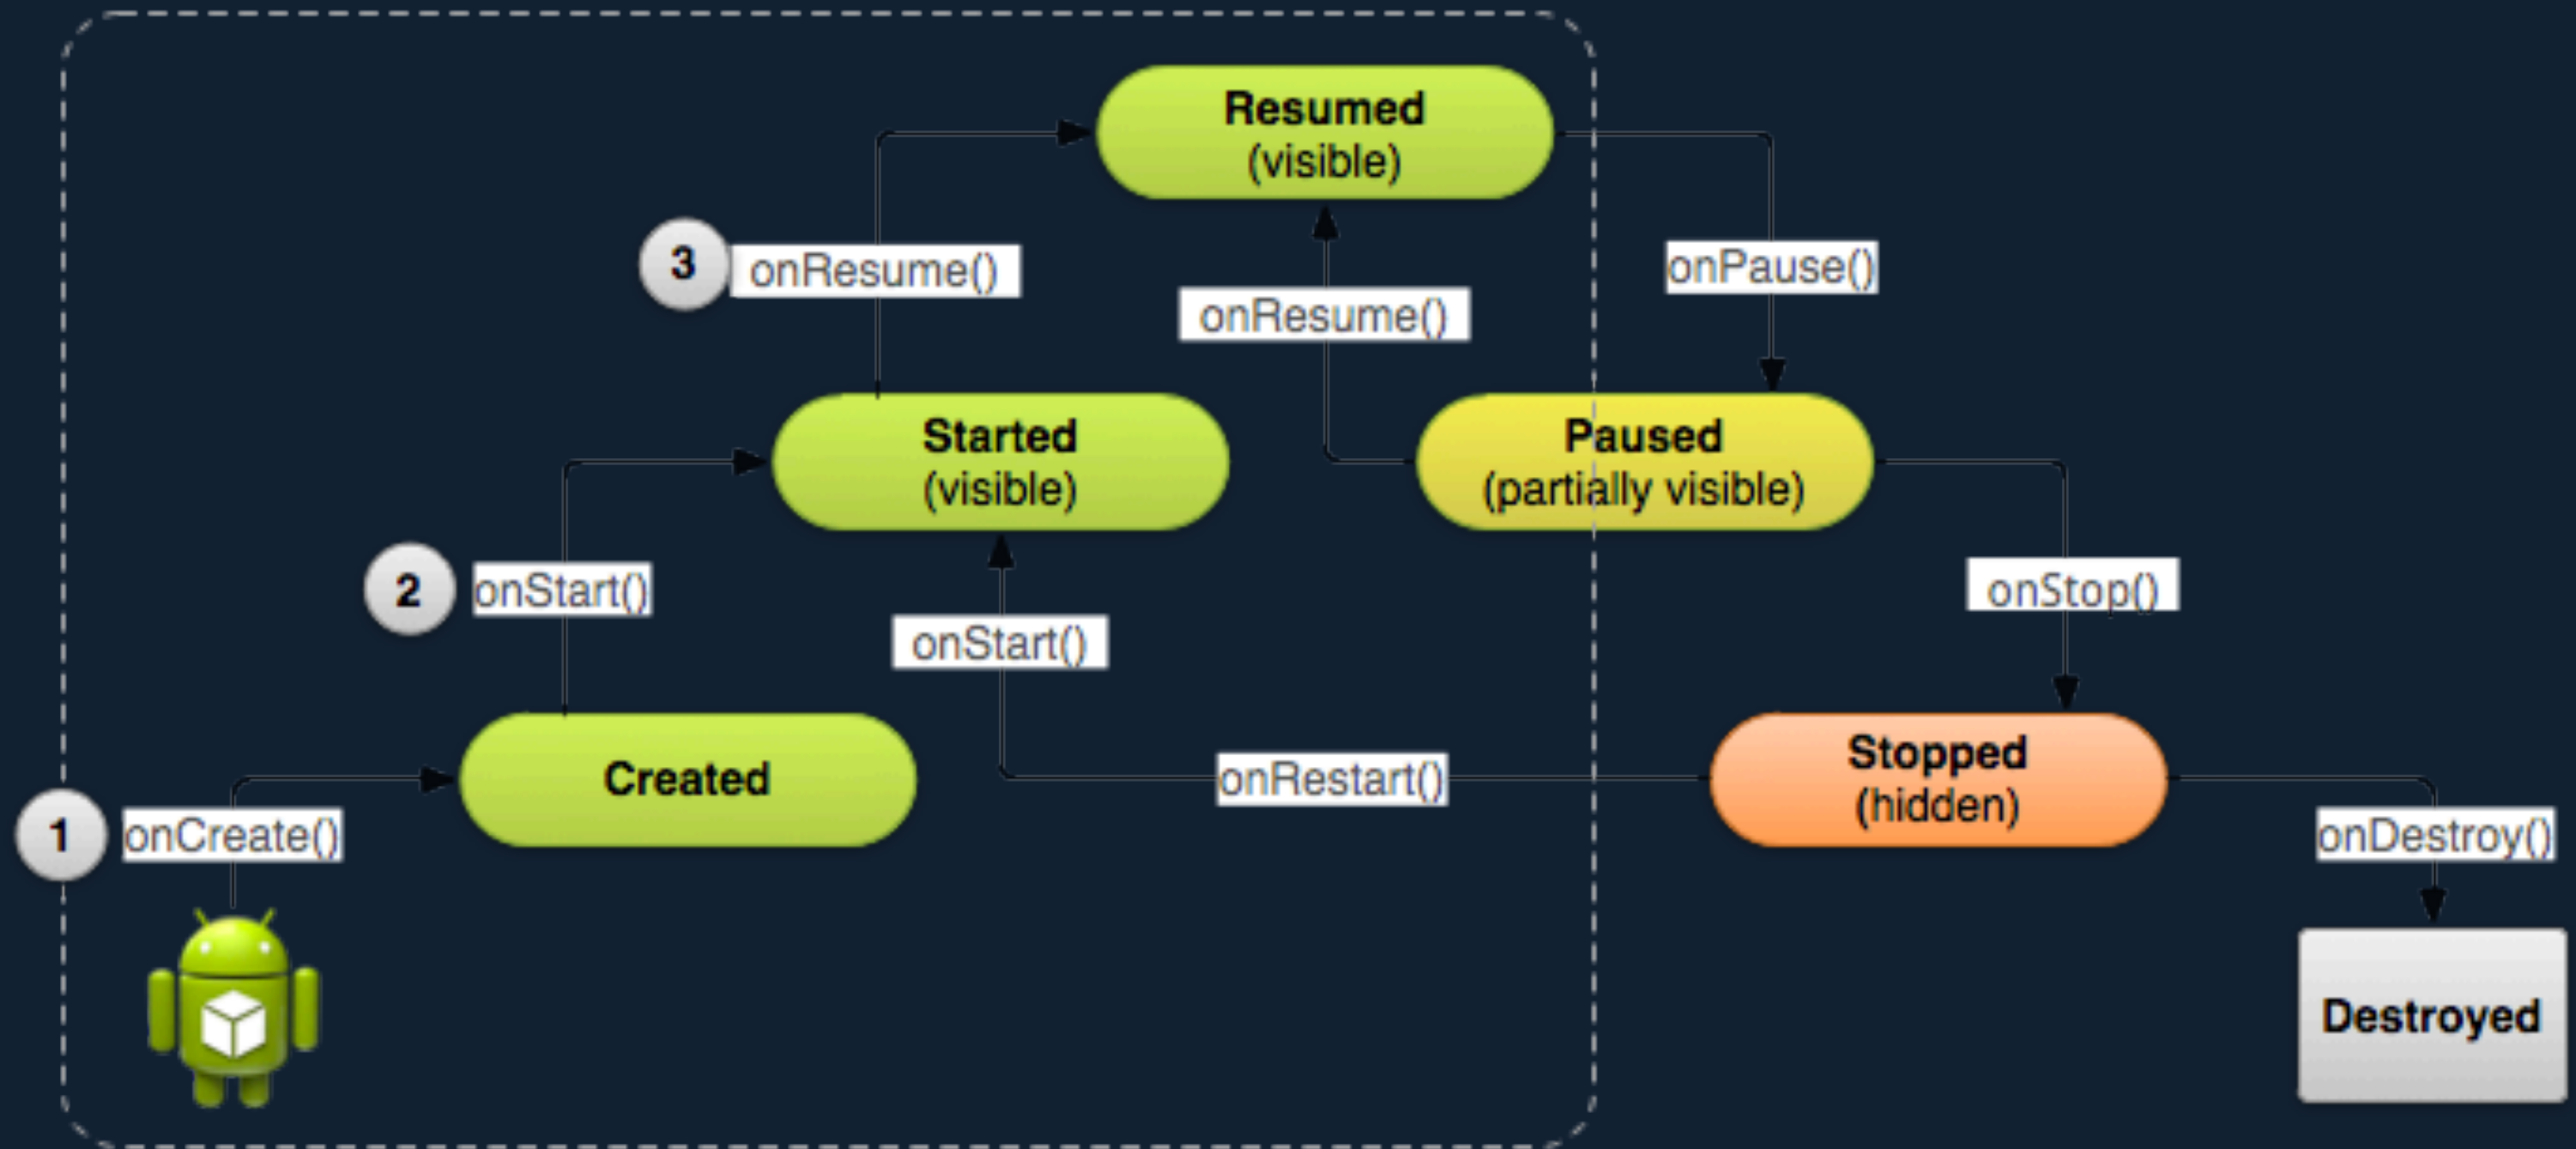 Resumed
(visible)
3
onResume()
onPause()
onResume()
Started
(visible)
Paused
(partially visible)
2
onStart()
onStop()
onStart()
Created
onRestart()
Stopped
(hidden)
1
onCreate()
onDestroy()
Destroyed